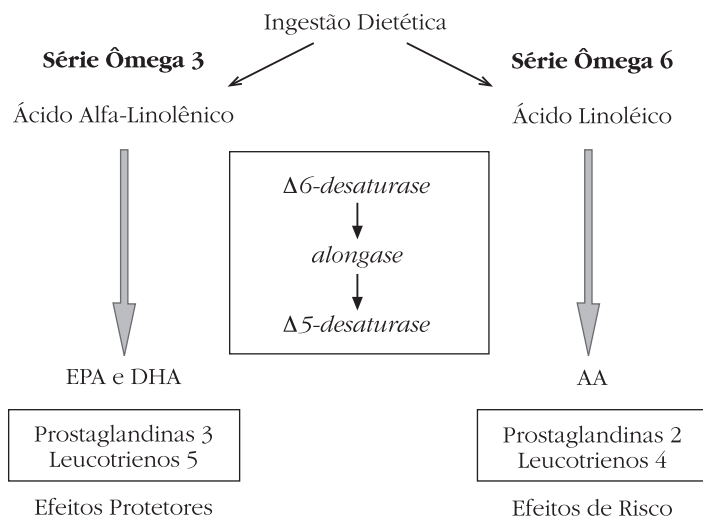 Ingestão Dietética
Série Ômega 3
Série Ômega 6
Ácido Alfa-Linolênico
Ácido Linoléico
Δ6-desaturase
alongase
Δ5-desaturase
EPA e DHA
AA
Prostaglandinas 3
Leucotrienos 5
Prostaglandinas 2
Leucotrienos 4
Efeitos Protetores
Efeitos de Risco